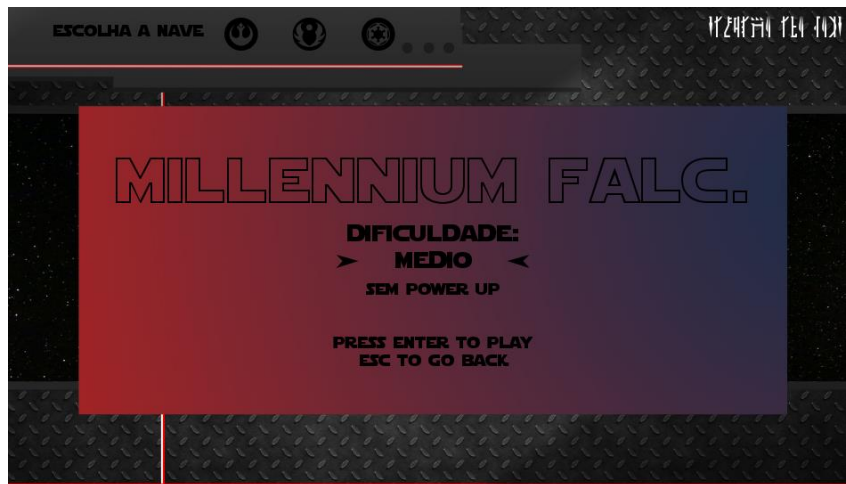 ESCOLHA A NAVE
MILLENNIUM FALC.
DIFICULDADE:
➤ MEDIO ➤
SEM POWER UP
PRESS ENTER TO PLAY
ESC TO GO BACK